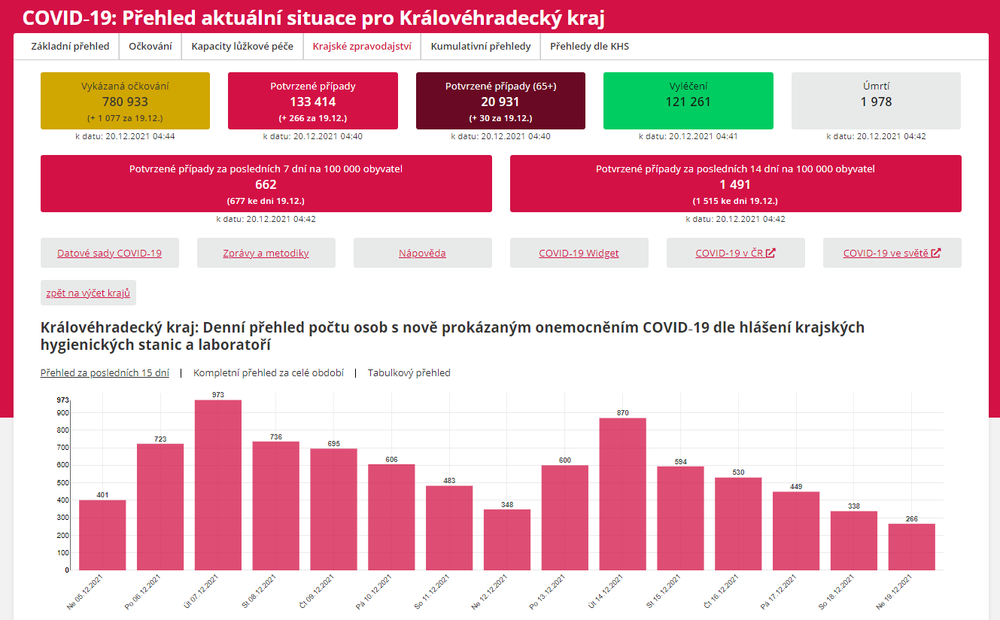 COVID-19: Přehled aktuální situace pro Královéhradecký kraj
Základní přehled
Očkování
Kapacity lůžkové péče
Krajské zpravodajství
Kumulativní přehledy
Přehledy dle KHS
Vykázaná očkování
780 933
(+ 1 077 za 19.12.)
k datu: 20.12.2021 04:44
Potvrzené případy
133 414
(+ 266 za 19.12.)
k datu: 20.12.2021 04:40
Potvrzené případy (65+)
20 931
(+ 30 za 19.12.)
k datu: 20.12.2021 04:40
Vyléčení
121 261
k datu: 20.12.2021 04:41
Úmrtí
1 978
k datu: 20.12.2021 04:42
Potvrzené případy za posledních 7 dní na 100 000 obyvatel
662
(677 ke dni 19.12.)
k datu: 20.12.2021 04:42
Potvrzené případy za posledních 14 dní na 100 000 obyvatel
1 491
(1 515 ke dni 19.12.)
k datu: 20.12.2021 04:42
Datové sady COVID-19
Zprávy a metodiky
Nápověda
COVID-19 Widget
COVID-19 v ČR
COVID-19 ve světě
zpět na výčet krajů
Královéhradecký kraj: Denní přehled počtu osob s nově prokázaným onemocněním COVID-19 dle hlášení krajských
hygienických stanic a laboratoří
Přehled za posledních 15 dní | Kompletní přehled za celé období | Tabulkový přehled
973
900
800
700
600
500
400
300
200
100
0
401
723
973
736
695
606
483
348
600
870
594
530
449
338
266
Ne 05.12.2021
Po 06.12.2021
Út 07.12.2021
St 08.12.2021
Čt 09.12.2021
Pá 10.12.2021
So 11.12.2021
Ne 12.12.2021
Po 13.12.2021
Út 14.12.2021
St 15.12.2021
Čt 16.12.2021
Pá 17.12.2021
So 18.12.2021
Ne 19.12.2021